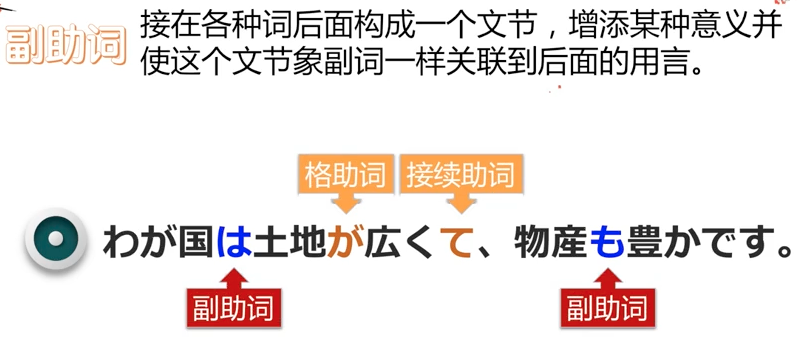 副助词
接在各种词后面构成一个文节，增添某种意义并
使这个文节象副词一样关联到后面的用言。
格助词 接续助词
わが国は土地が広くて、物産も豊かです。
副助词 副助词